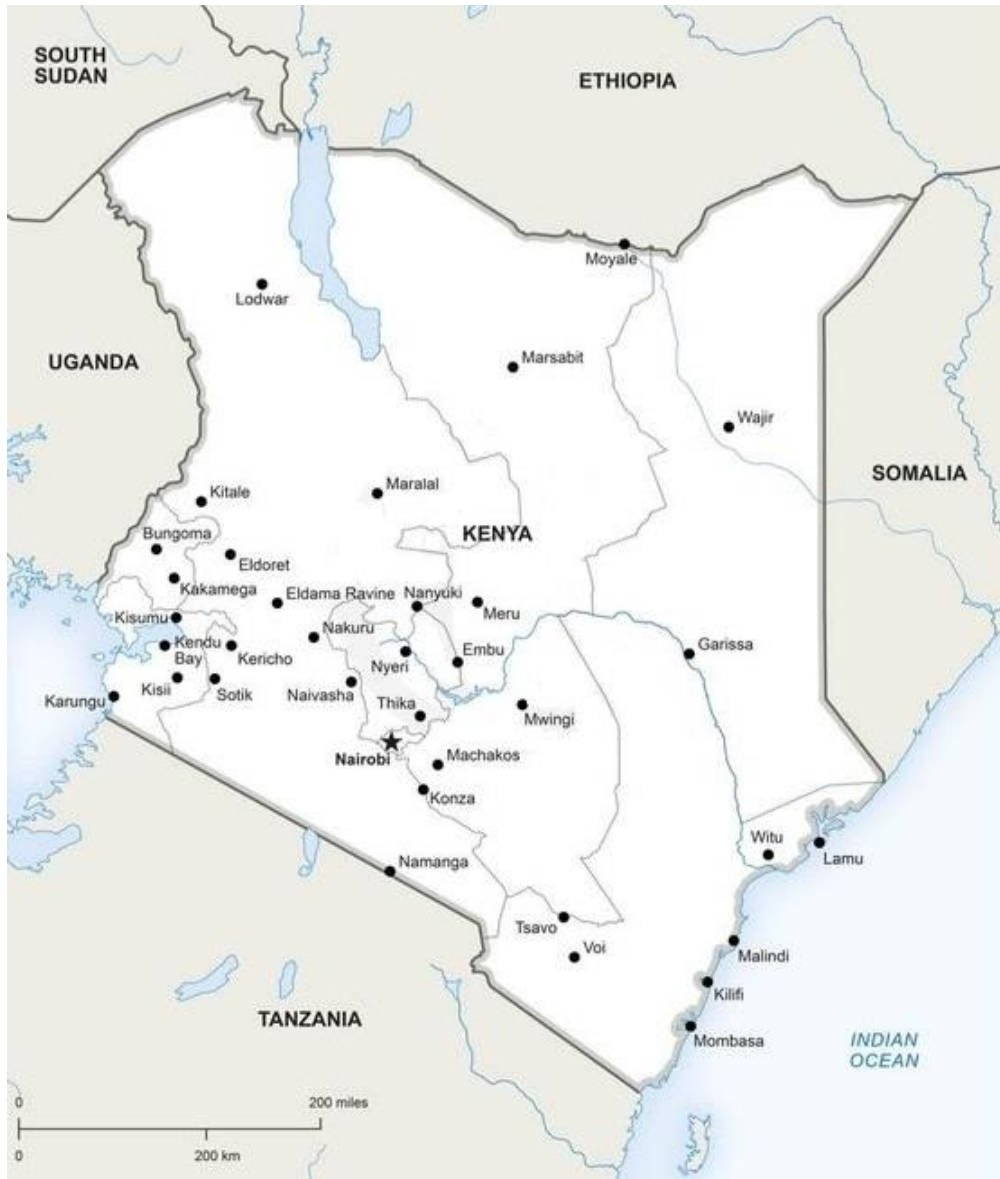 SOUTH
SUDAN
ETHIOPIA
Moyale
Lodwar
UGANDA
Marsabit
Wajir
SOMALIA
Maralal
Kitale
KENYA
Bungoma
Eldoret
Kakamega
Eldama Ravine
Nanyuki
Meru
Kisumu
Nakuru
Kendu
Bay
Kericho
Nyeri
Embu
Garissa
Karungu
Kisii
Sotik
Naivasha
Thika
Mwingi
Nairobi
Machakos
Konza
Witu
Lamu
Namanga
Tsavo
Voi
Malindi
Kilifi
TANZANIA
Mombasa
INDIAN
OCEAN
0
200 miles
0
200 km